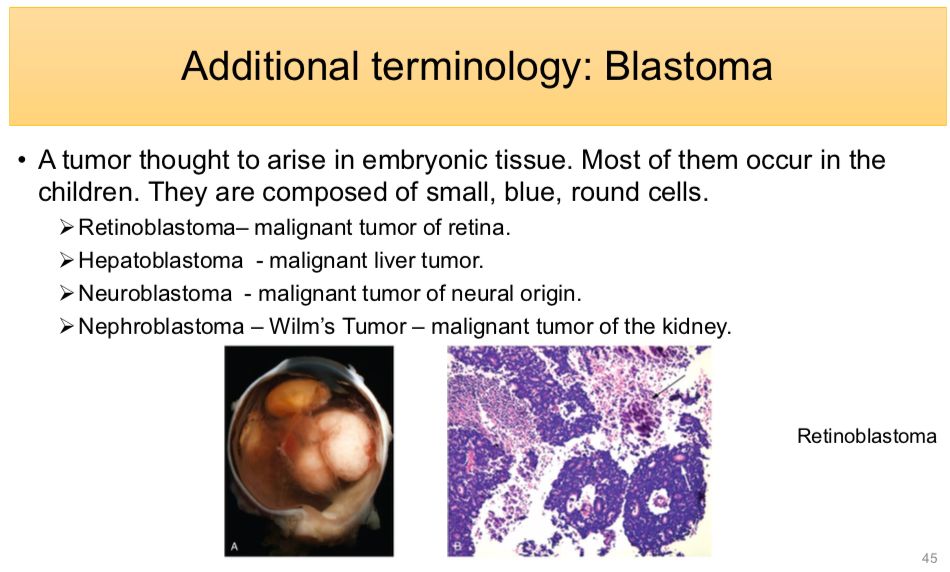 Additional terminology: Blastoma
• A tumor thought to arise in embryonic tissue. Most of them occur in the
children. They are composed of small, blue, round cells.
➢Retinoblastoma– malignant tumor of retina.
➢Hepatoblastoma  - malignant liver tumor.
➢Neuroblastoma  - malignant tumor of neural origin.
➢Nephroblastoma – Wilm’s Tumor – malignant tumor of the kidney.
Retinoblastoma
A
B
45